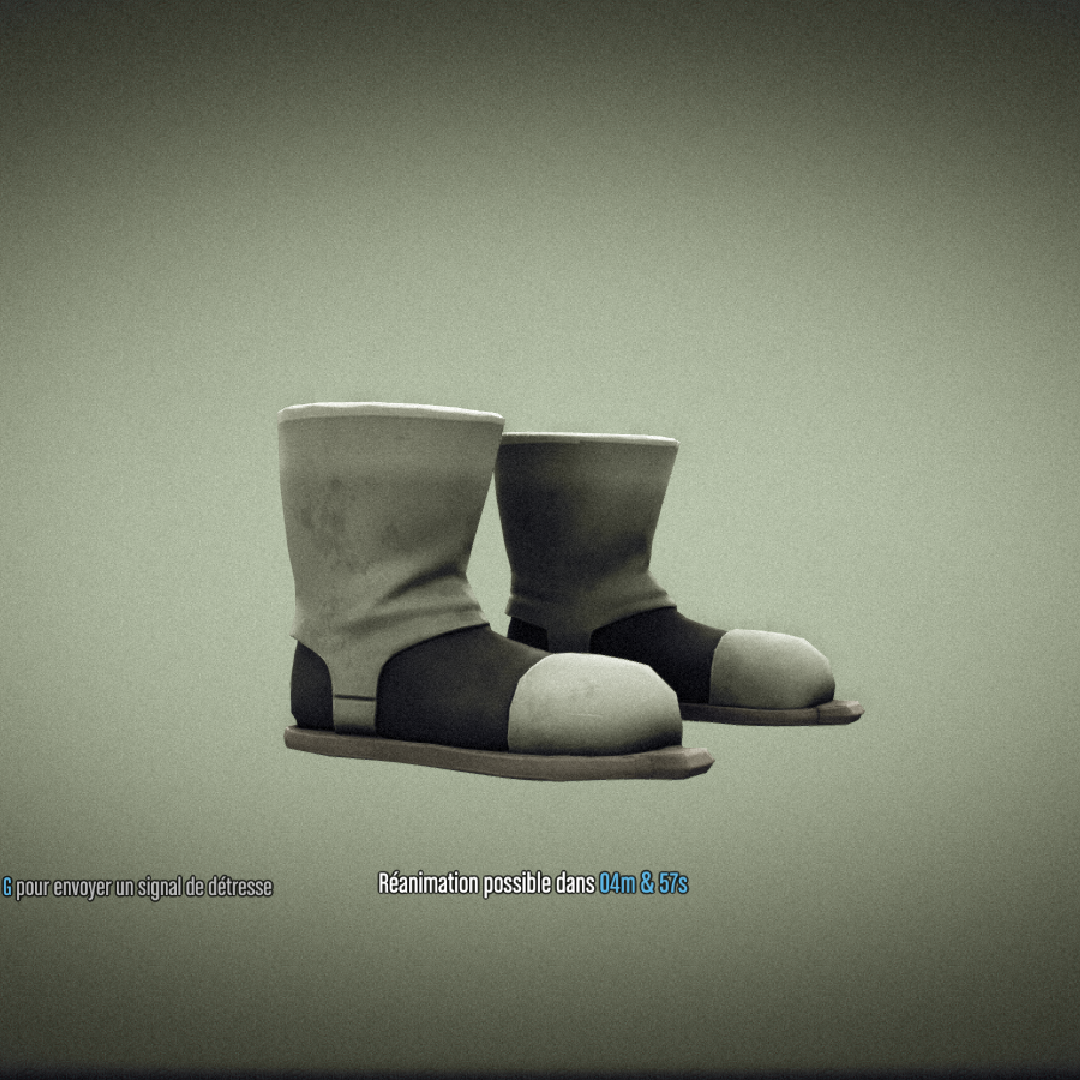 G pour envoyer un signal de détresse
Réanimation possible dans 04m & 57s